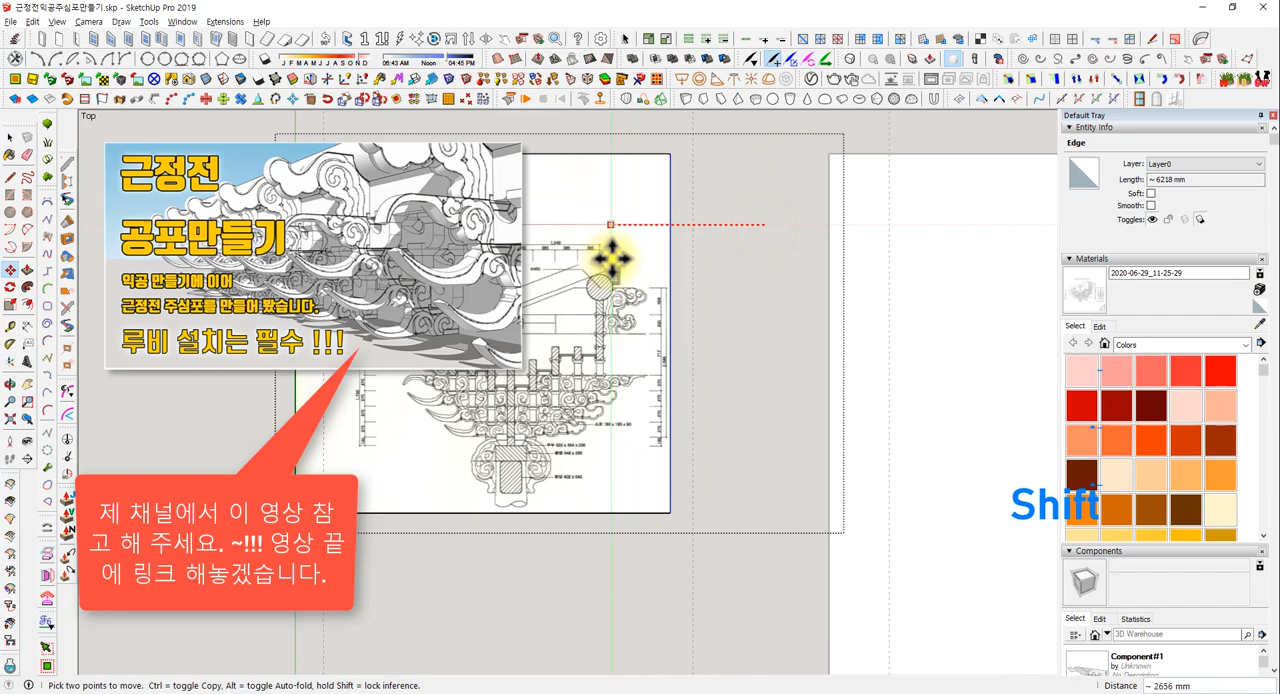 근정전익공주심포만들기.skp - SketchUp Pro 2019
File Edit View Camera Draw Tools Window Extensions Help
J F M A M J J A S O N D
06:43 AM Noon 04:45 PM
Top
Default Tray
Entity Info
Edge
Layer: Layer0
Length: ~ 6218 mm
Soft:
Smooth:
Toggles:
근정전
공포만들기
익공 만들기에 이어
근정전 주심포를 만들어 봤습니다.
루비 설치는 필수 !!!
Materials
2020-06-29_11-25-29
Select Edit
Colors
제 채널에서 이 영상 참
고 해 주세요. ~!!! 영상 끝
에 링크 해놓겠습니다.
Shift
Components
Select Edit Statistics
3D Warehouse
Component#1
by Unknown
Pick two points to move. Ctrl = toggle Copy, Alt = toggle Auto-fold, hold Shift = lock inference.
Distance ~ 2656 mm